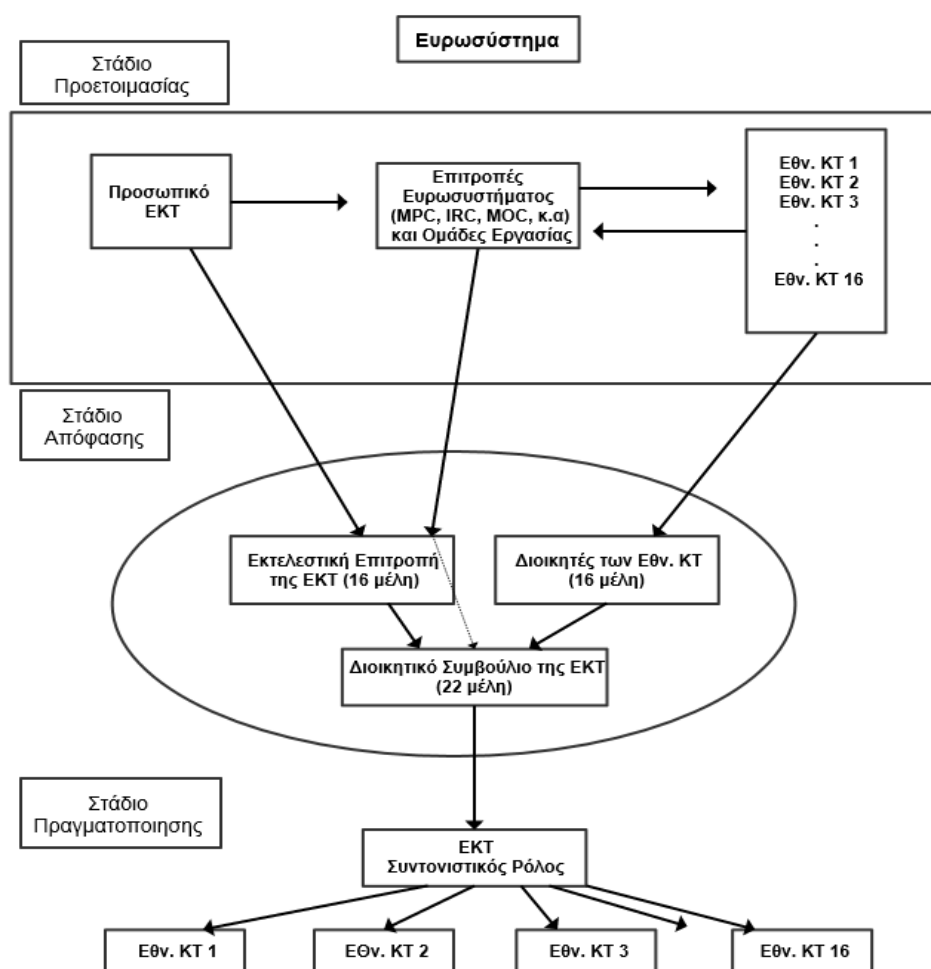 Ευρωσύστημα
Στάδιο
Προετοιμασίας
Προσωπικό
ΕΚΤ
Επιτροπές
Ευρωσυστήματος
(MPC, IRC, MOC, κ.α)
και Ομάδες Εργασίας
Εθν. ΚΤ 1
Εθν. ΚΤ 2
Εθν. ΚΤ 3
.
.
.
Εθν. ΚΤ 16
Στάδιο
Απόφασης
Εκτελεστική Επιτροπή
της ΕΚΤ (16 μέλη)
Διοικητές των Εθν. ΚΤ
(16 μέλη)
Διοικητικό Συμβούλιο της ΕΚΤ
(22 μέλη)
Στάδιο
Πραγματοποιησης
ΕΚΤ
Συντονιστικός Ρόλος
Εθν. ΚΤ 1
ΕΘν. ΚΤ 2
Εθν. ΚΤ 3
Εθν. ΚΤ 16